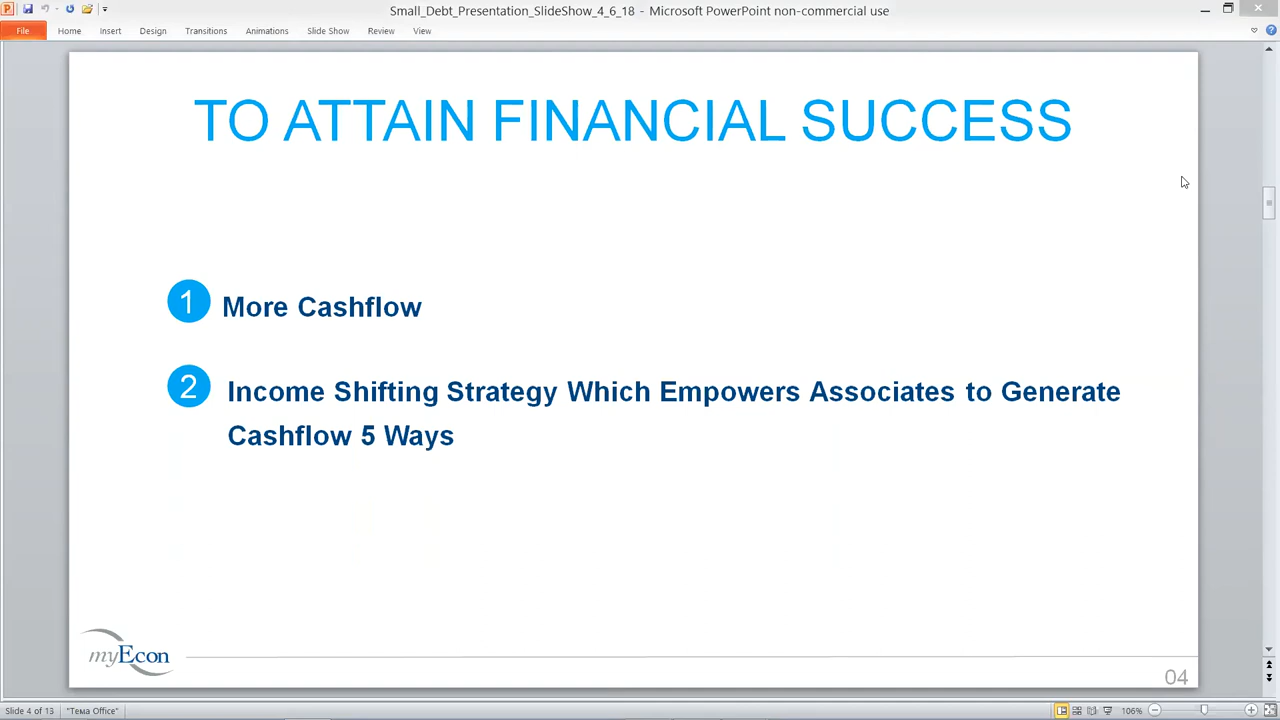 Small_Debt_Presentation_SlideShow_4_6_18 - Microsoft PowerPoint non-commercial use
File Home Insert Design Transitions Animations Slide Show Review View
TO ATTAIN FINANCIAL SUCCESS
1 More Cashflow
2 Income Shifting Strategy Which Empowers Associates to Generate
Cashflow 5 Ways
myEcon
04
Slide 4 of 13 "Тема Office" 106%